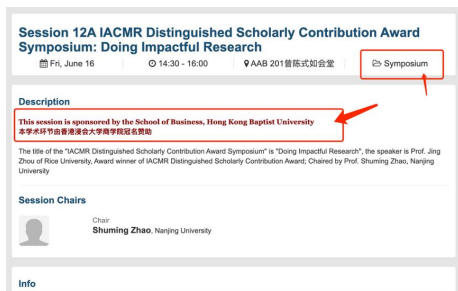 Session 12A IACMR Distinguished Scholarly Contribution Award
Symposium: Doing Impactful Research
Fri, June 16
14:30 - 16:00
AAB 201曾陈式如会堂
Symposium
Description
This session is sponsored by the School of Business, Hong Kong Baptist University
本学术环节由香港浸会大学商学院冠名赞助
The title of the "IACMR Distinguished Scholarly Contribution Award Symposium" is "Doing Impactful Research", the speaker is Prof. Jing
Zhou of Rice University, Award winner of IACMR Distinguished Scholarly Contribution Award; Chaired by Prof. Shuming Zhao, Nanjing
University
Session Chairs
Chair
Shuming Zhao, Nanjing University
Info